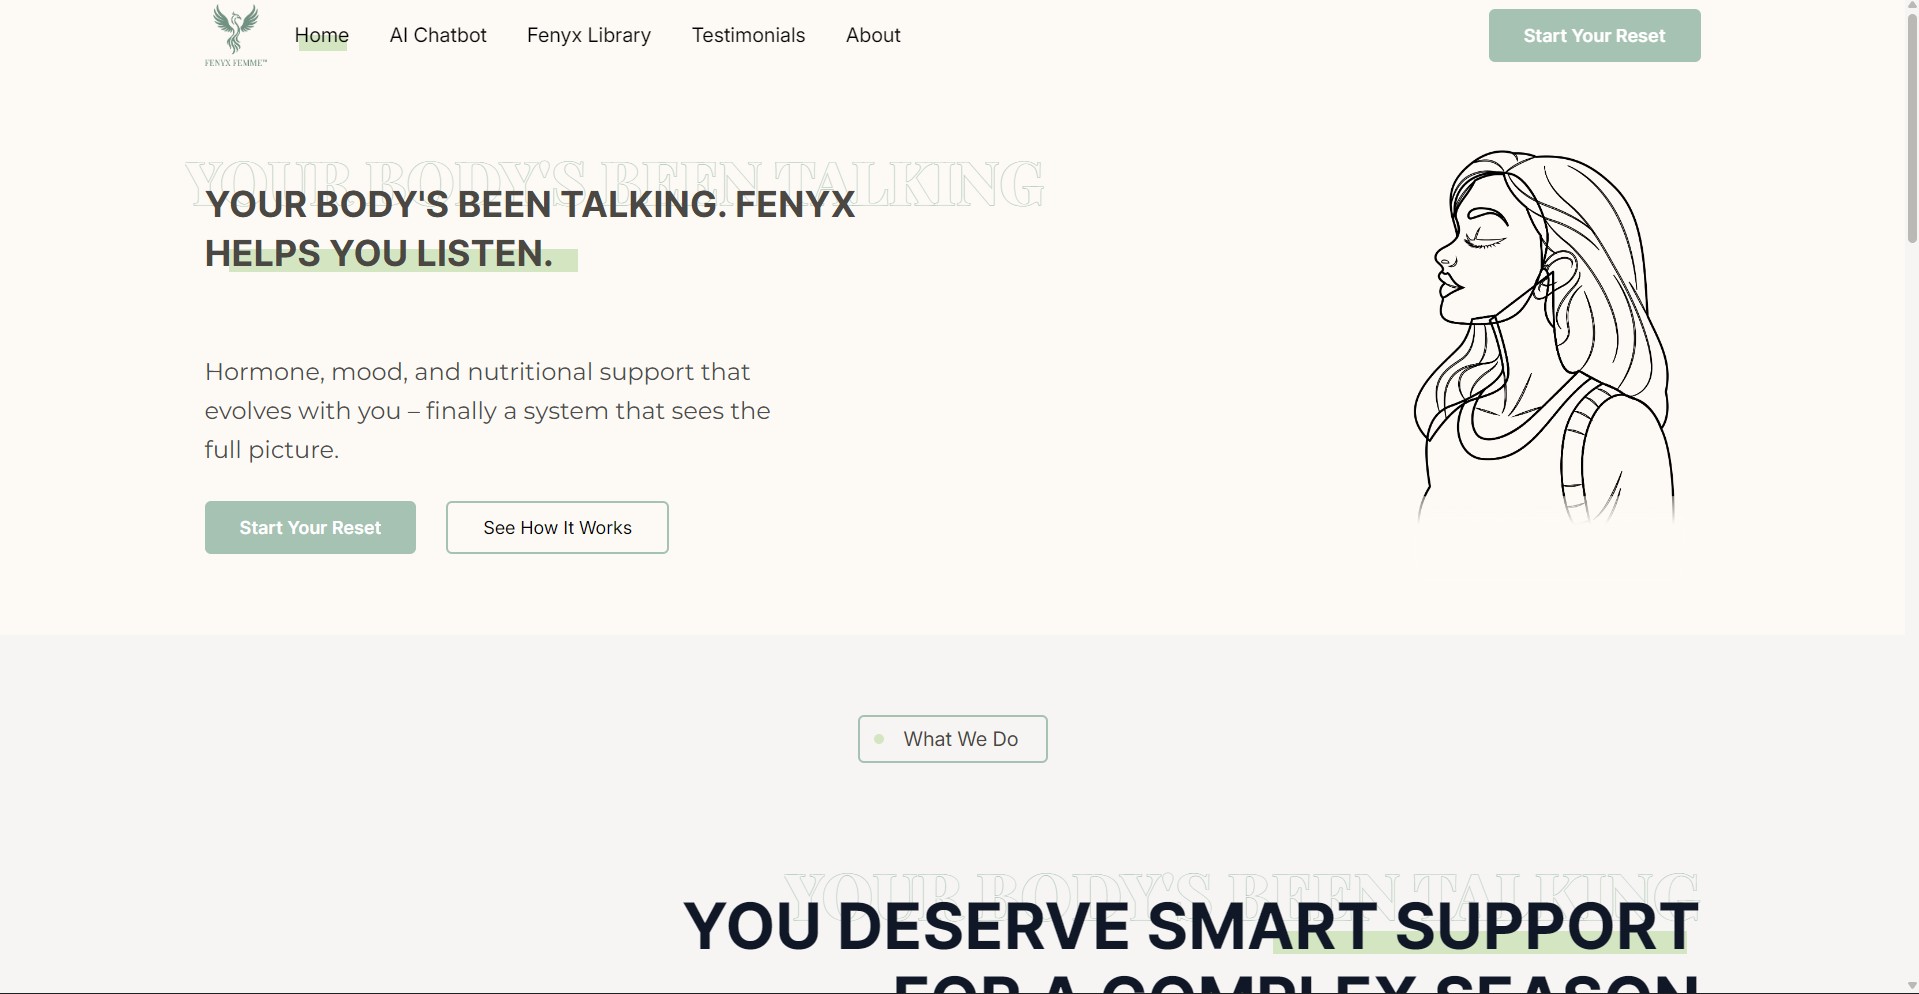 Home AI Chatbot Fenyx Library Testimonials About Start Your Reset
FENYX FEMME™
YOUR BODY'S BEEN TALKING
YOUR BODY'S BEEN TALKING. FENYX
HELPS YOU LISTEN.
Hormone, mood, and nutritional support that
evolves with you – finally a system that sees the
full picture.
Start Your Reset See How It Works
What We Do
YOUR BODY'S BEEN TALKING
YOU DESERVE SMART SUPPORT
FOR A COMPLEX SEASON